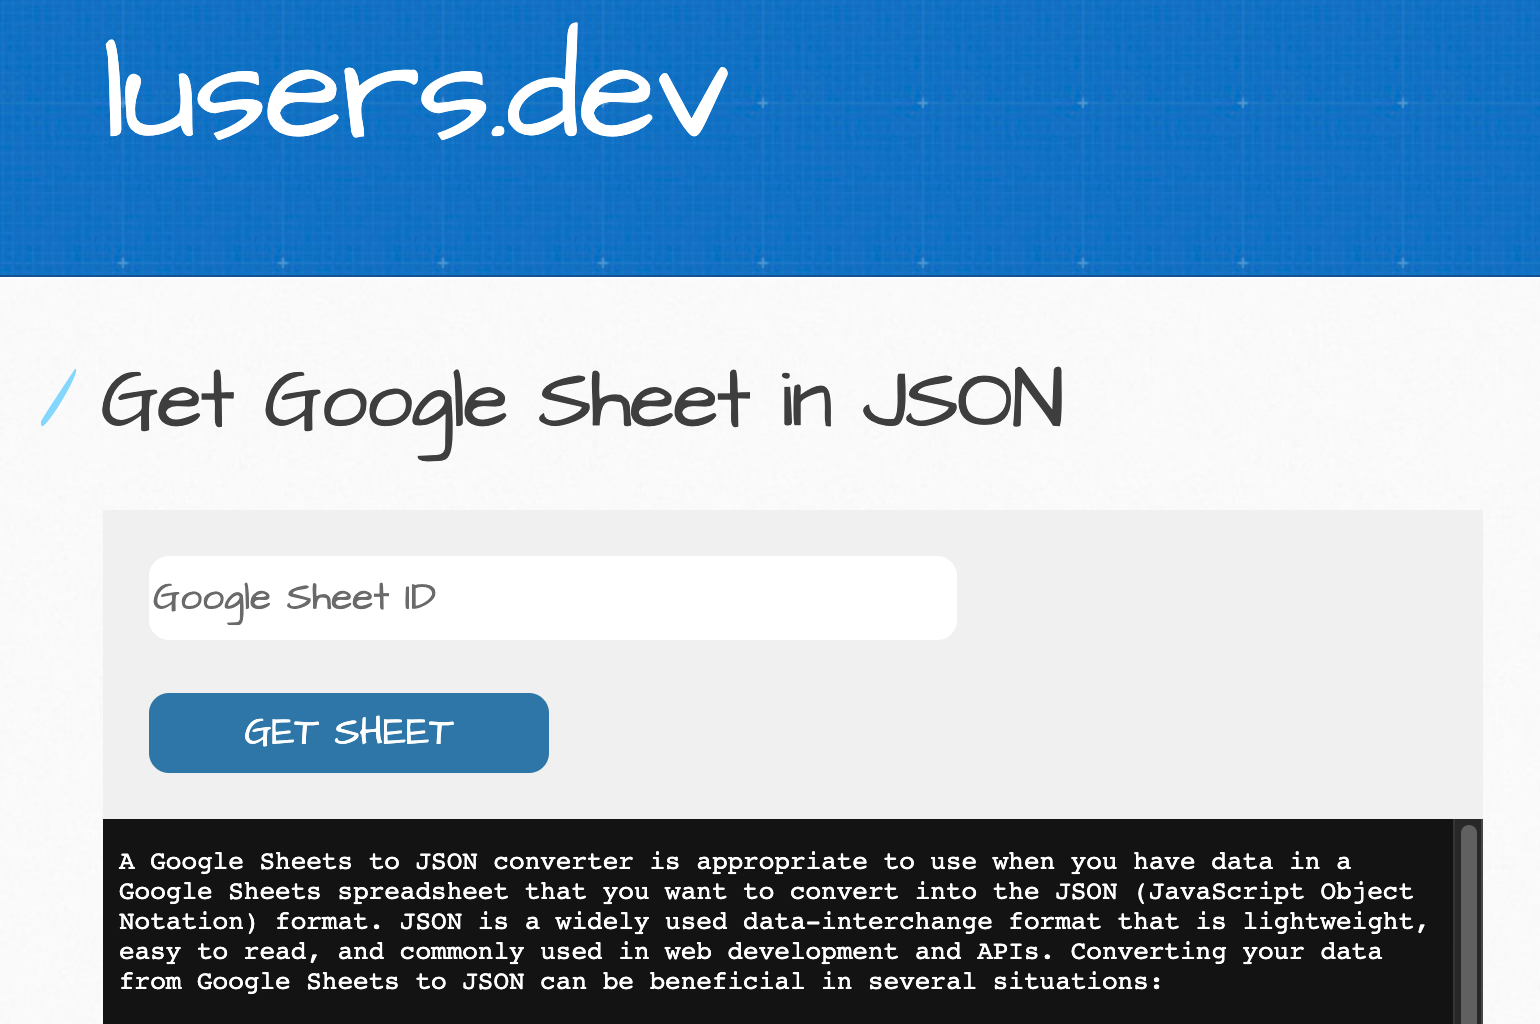 lusers.dev
Get Google Sheet in JSON
Google Sheet ID
GET SHEET
A Google Sheets to JSON converter is appropriate to use when you have data in a
Google Sheets spreadsheet that you want to convert into the JSON (JavaScript Object
Notation) format. JSON is a widely used data-interchange format that is lightweight,
easy to read, and commonly used in web development and APIs. Converting your data
from Google Sheets to JSON can be beneficial in several situations: